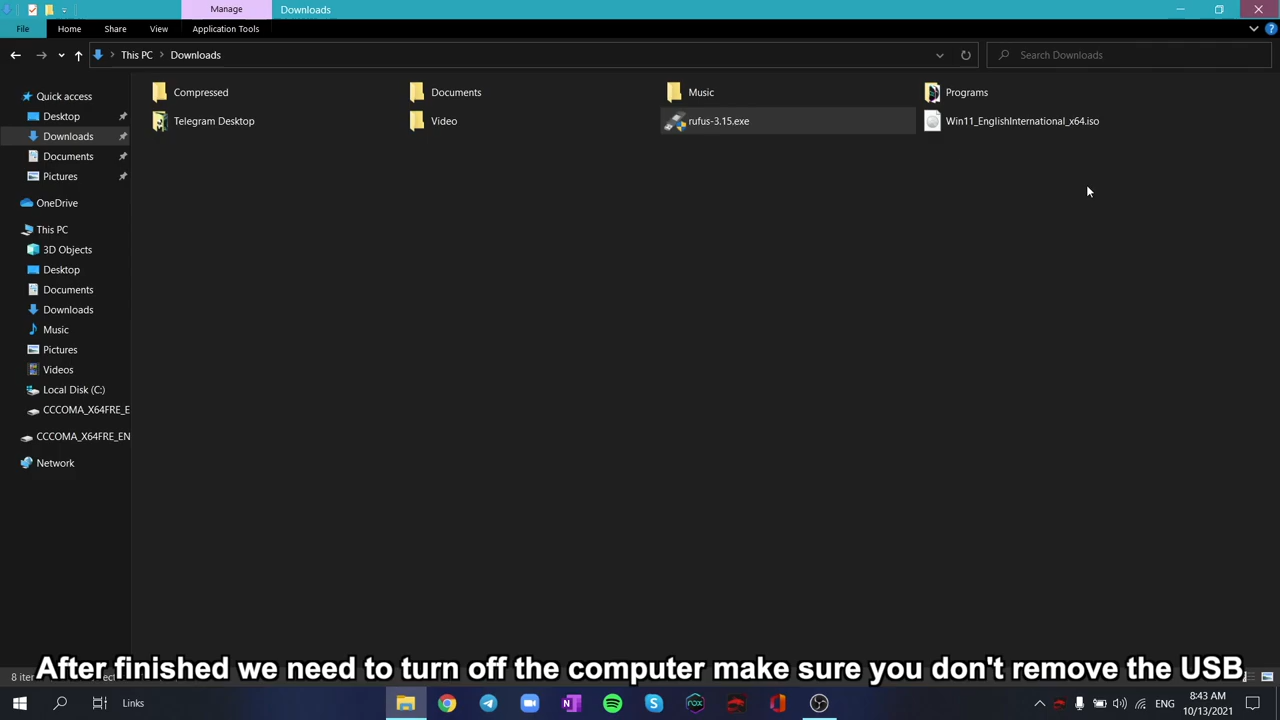 Manage
Downloads
File
Home
Share
View
Application Tools
This PC
Downloads
Search Downloads
Quick access
Desktop
Downloads
Documents
Pictures
OneDrive
This PC
3D Objects
Desktop
Documents
Downloads
Music
Pictures
Videos
Local Disk (C:)
CCCOMA_X64FRE_E
CCCOMA_X64FRE_EN
Network
Compressed
Documents
Music
Programs
Telegram Desktop
Video
rufus-3.15.exe
Win11_EnglishInternational_x64.iso
After finished we need to turn off the computer make sure you don't remove the USB
Links
ENG
8:43 AM
10/13/2021